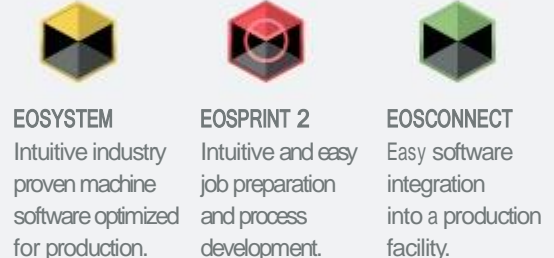 EOSYSTEM
Intuitive industry
proven machine
software optimized
for production.
EOSPRINT 2
Intuitive and easy
job preparation
and process
development.
EOSCONNECT
Easy software
integration
into a production
facility.